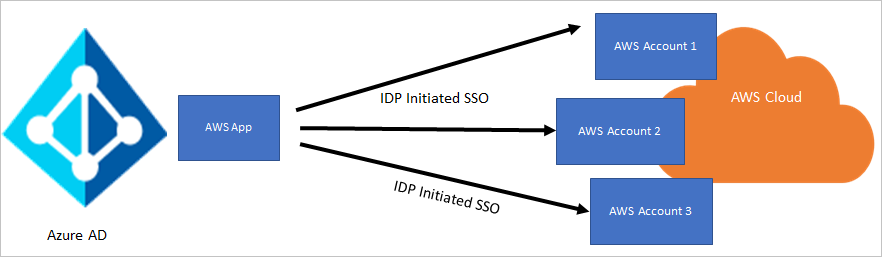 AWS Account 1
IDP Initiated SSO
AWS Cloud
AWS App
AWS Account 2
IDP Initiated SSO
AWS Account 3
Azure AD